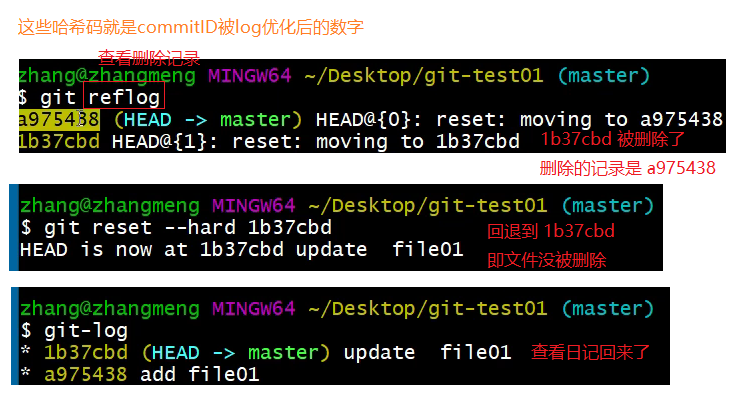 这些哈希码就是commitID被log优化后的数字
查看删除记录
zhang@zhangmeng MINGW64 ~/Desktop/git-test01 (master)
$ git reflog
a975438 (HEAD -> master) HEAD@{0}: reset: moving to a975438
1b37cbd HEAD@{1}: reset: moving to 1b37cbd 1b37cbd 被删除了
删除的记录是 a975438
zhang@zhangmeng MINGW64 ~/Desktop/git-test01 (master)
$ git reset --hard 1b37cbd 回退到 1b37cbd
HEAD is now at 1b37cbd update  file01
即文件没被删除
zhang@zhangmeng MINGW64 ~/Desktop/git-test01 (master)
$ git-log
* 1b37cbd (HEAD -> master) update  file01 查看日记回来了
* a975438 add file01